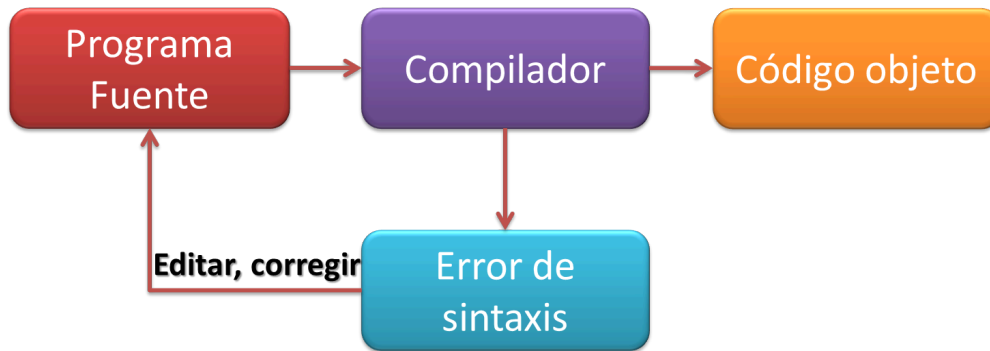 Programa
Fuente
Compilador
Código objeto
Editar, corregir
Error de
sintaxis